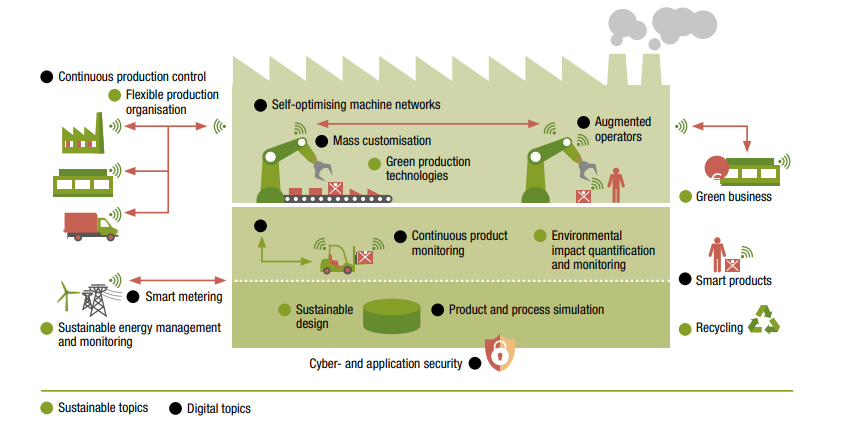 Continuous production control
Flexible production
organisation
Self-optimising machine networks
Mass customisation
Green production
technologies
Augmented
operators
Green business
Continuous product
monitoring
Environmental
impact quantification
and monitoring
Smart metering
Sustainable energy management
and monitoring
Smart products
Sustainable
design
Product and process simulation
Recycling
Cyber- and application security
Sustainable topics
Digital topics